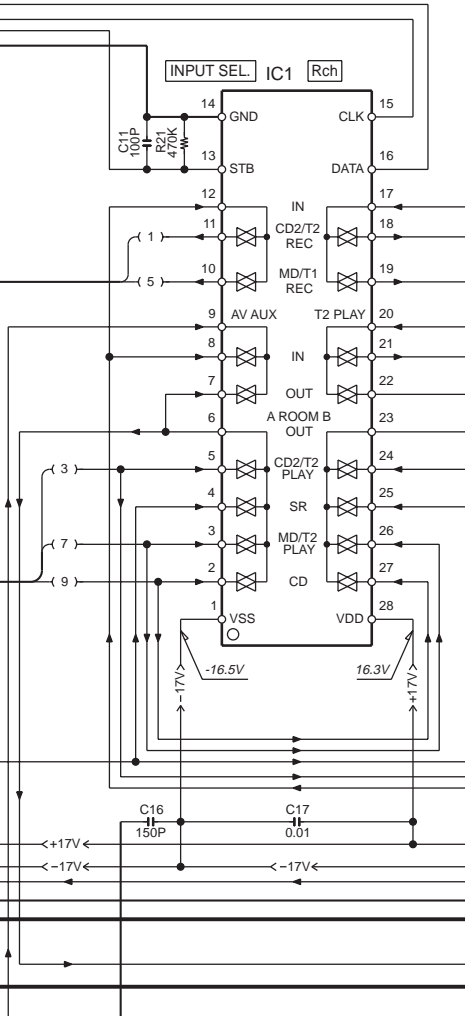 INPUT SEL. IC1 Rch
14 GND CLK 15
C11 100P
R21 470K
13 STB DATA 16
12 IN 17
11 CD2/T2 REC 18
( 1 )
10 MD/T1 REC 19
( 5 )
9 AV AUX T2 PLAY 20
8 IN 21
7 OUT 22
6 A ROOM B OUT 23
5 CD2/T2 PLAY 24
( 3 )
4 SR 25
3 MD/T2 PLAY 26
( 7 )
2 CD 27
( 9 )
1 VSS VDD 28
-16.5V 16.3V
-17V +17V
C16 150P
C17 0.01
+17V
-17V -17V